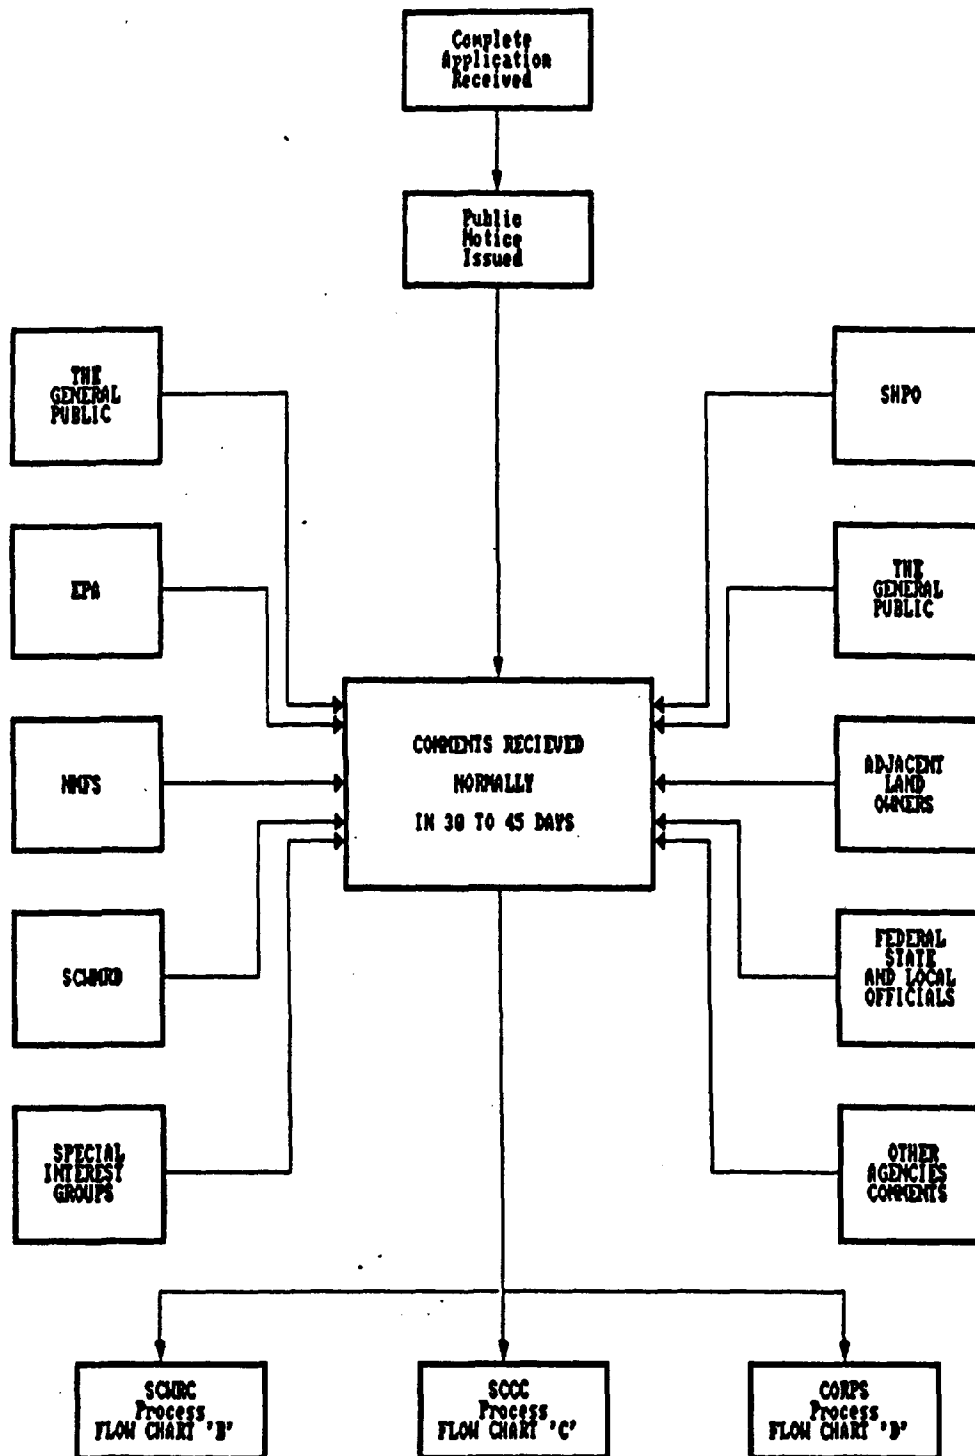 Complete
Application
Received
Public
Notice
Issued
THE
GENERAL
PUBLIC
SHPO
EPA
THE
GENERAL
PUBLIC
COMMENTS RECIEVED
NORMALLY
IN 30 TO 45 DAYS
NMFS
ADJACENT
LAND
OWNERS
SCWMRD
FEDERAL
STATE
AND LOCAL
OFFICIALS
SPECIAL
INTEREST
GROUPS
OTHER
AGENCIES
COMMENTS
SCWRC
Process
FLOW CHART 'B'
SCCC
Process
FLOW CHART 'C'
CORPS
Process
FLOW CHART 'D'